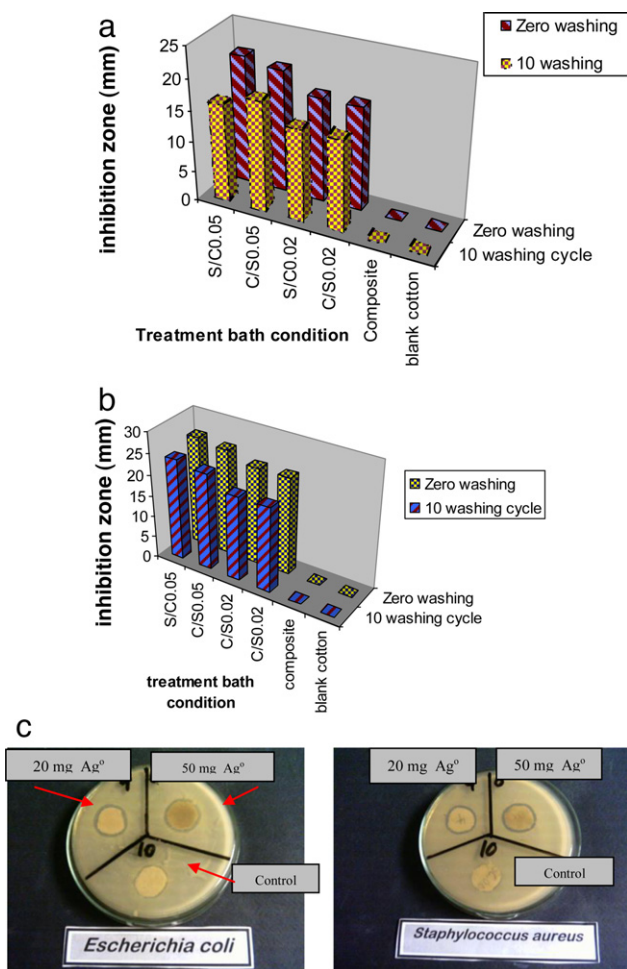 a
25
20
15
10
5
0
inhibition zone (mm)
Zero washing
10 washing
S/C0.05
C/S0.05
S/C0.02
C/S0.02
Composite
blank cotton
Zero washing
10 washing cycle
Treatment bath condition
b
30
25
20
15
10
5
0
inhibition zone (mm)
Zero washing
10 washing cycle
S/C0.05
C/S0.05
C/S0.02
C/S0.02
composite
blank cotton
Zero washing
10 washing cycle
treatment bath
condition
c
20 mg Ag°
50 mg Ag°
10
Control
Escherichia coli
20 mg Ag°
50 mg Ag°
10
Control
Staphylococcus aureus